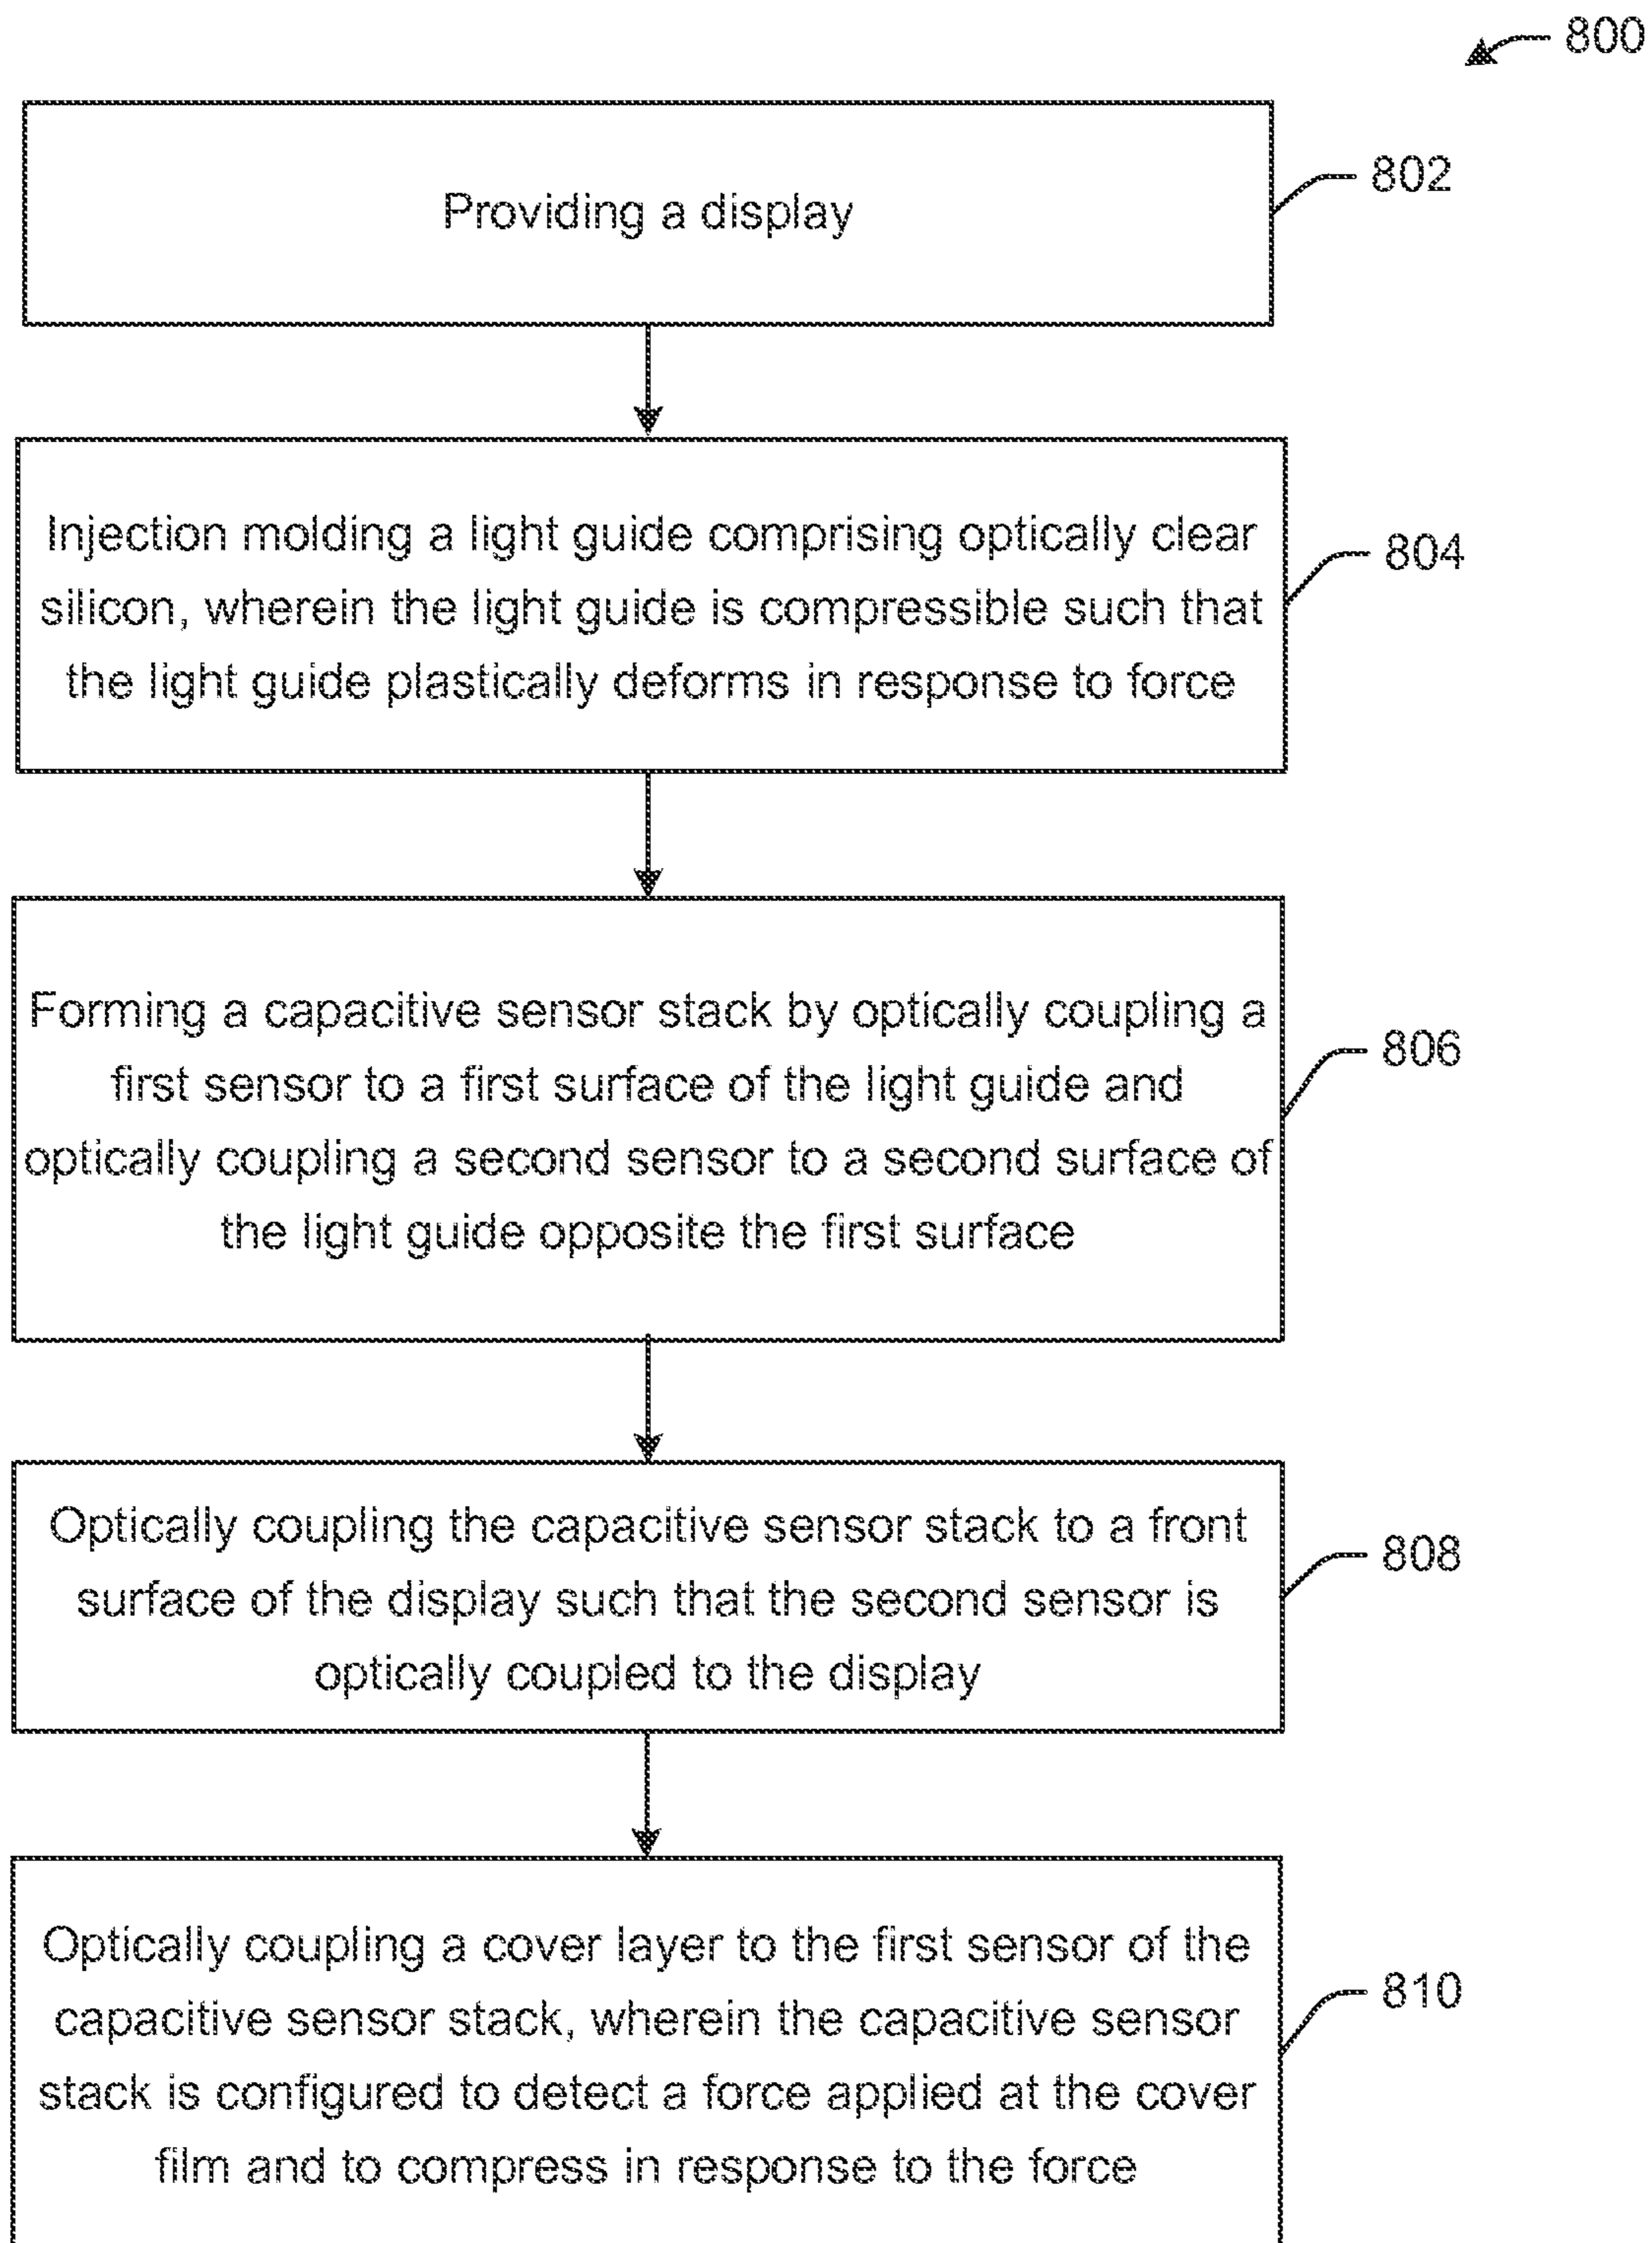 800
Providing a display
802
Injection molding a light guide comprising optically clear
silicon, wherein the light guide is compressible such that
the light guide plastically deforms in response to force
804
Forming a capacitive sensor stack by optically coupling a
first sensor to a first surface of the light guide and
optically coupling a second sensor to a second surface of
the light guide opposite the first surface
806
Optically coupling the capacitive sensor stack to a front
surface of the display such that the second sensor is
optically coupled to the display
808
Optically coupling a cover layer to the first sensor of the
capacitive sensor stack, wherein the capacitive sensor
stack is configured to detect a force applied at the cover
film and to compress in response to the force
810